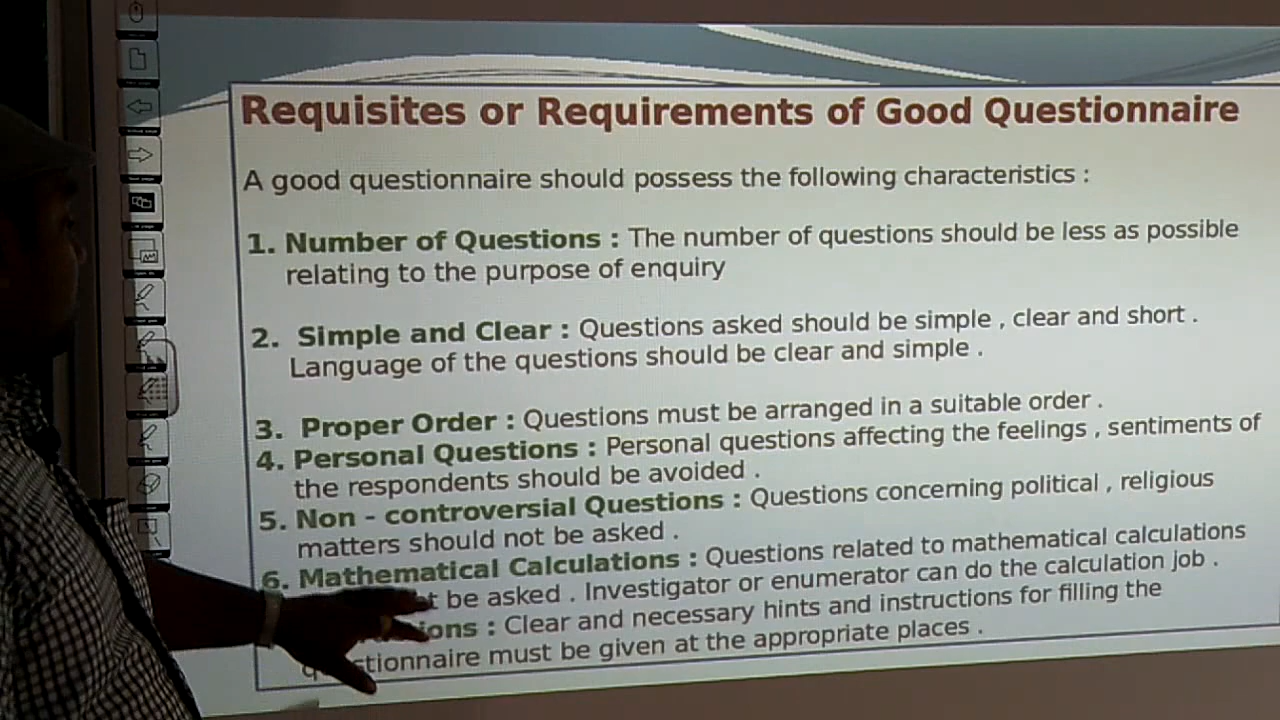 Requisites or Requirements of Good Questionnaire
A good questionnaire should possess the following characteristics :
1. Number of Questions : The number of questions should be less as possible
relating to the purpose of enquiry
2. Simple and Clear : Questions asked should be simple , clear and short .
Language of the questions should be clear and simple .
3. Proper Order : Questions must be arranged in a suitable order .
4. Personal Questions : Personal questions affecting the feelings , sentiments of
the respondents should be avoided .
5. Non - controversial Questions : Questions concerning political , religious
matters should not be asked .
6. Mathematical Calculations : Questions related to mathematical calculations
be asked . Investigator or enumerator can do the calculation job .
: Clear and necessary hints and instructions for filling the
questionnaire must be given at the appropriate places .